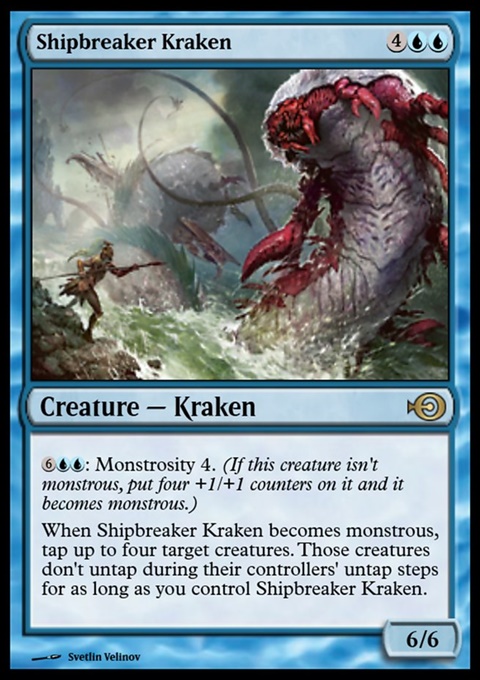 Shipbreaker Kraken 4
Creature — Kraken
6: Monstrosity 4. (If this creature isn't
monstrous, put four +1/+1 counters on it and it
becomes monstrous.)
When Shipbreaker Kraken becomes monstrous,
tap up to four target creatures. Those creatures
don't untap during their controllers' untap steps
for as long as you control Shipbreaker Kraken.
6/6
Svetlin Velinov